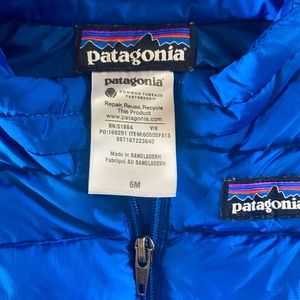 patagonia
patagonia
COMMON THREADS
PARTNERSHIP
Repair, Reuse, Recycle
This Product
www.patagonia.com
RN:51884 VIK
PO:166291 ITEM:60505FA13
887187223640
Made in BANGLADESH
Fabriqué AU BANGLADESH
6M
patagonia